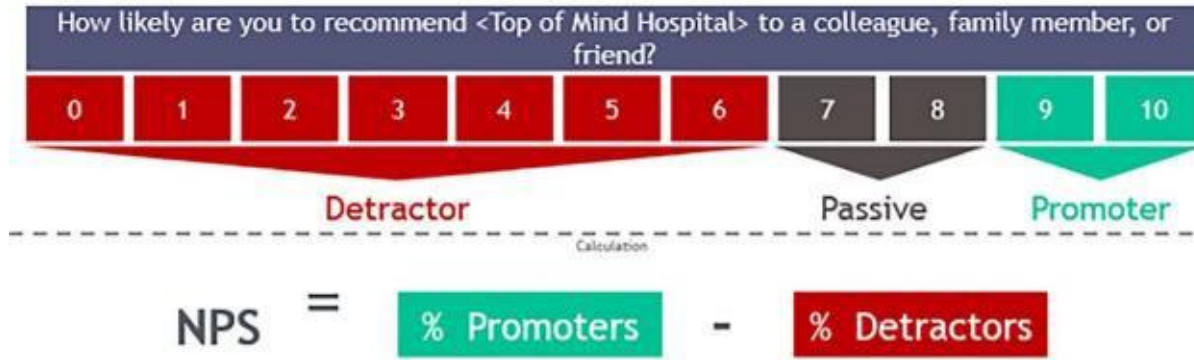 How likely are you to recommend <Top of Mind Hospital> to a colleague, family member, or
friend?
0 1 2 3 4 5 6 7 8 9 10
Detractor Passive Promoter
Calculation
NPS = % Promoters - % Detractors